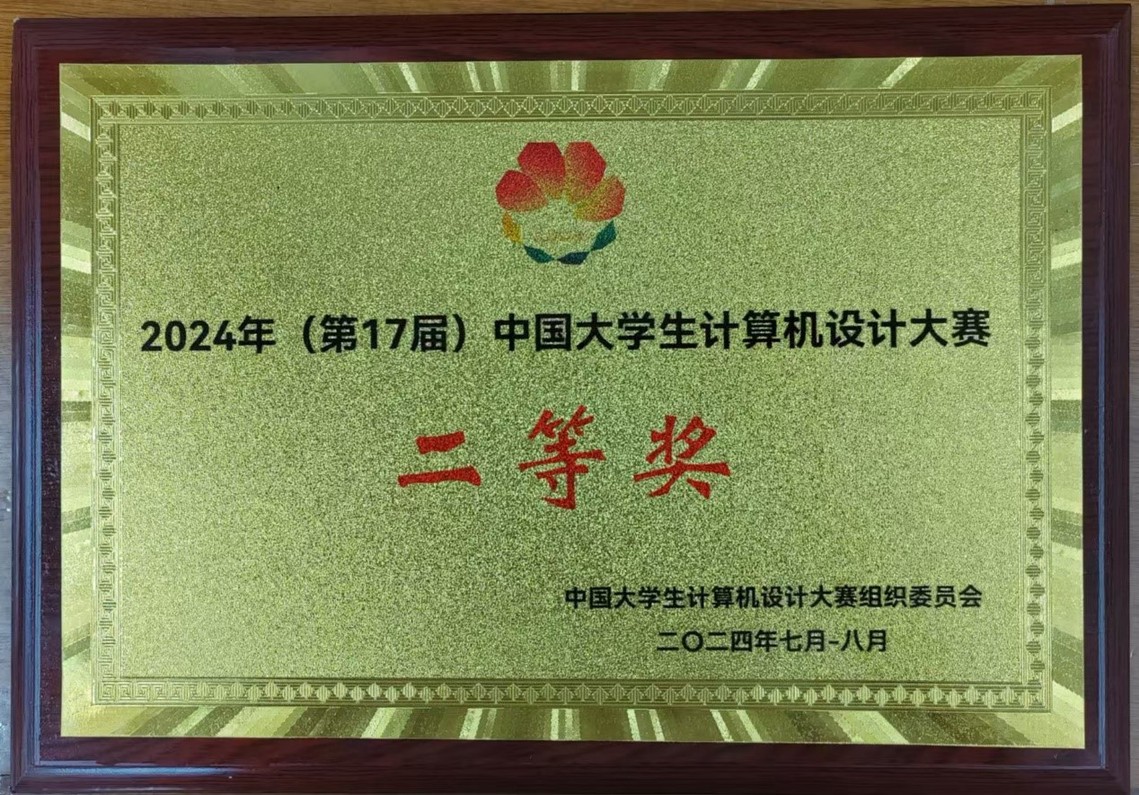 2024年（第17届）中国大学生计算机设计大赛
二等奖
中国大学生计算机设计大赛组织委员会
二〇二四年七月-八月